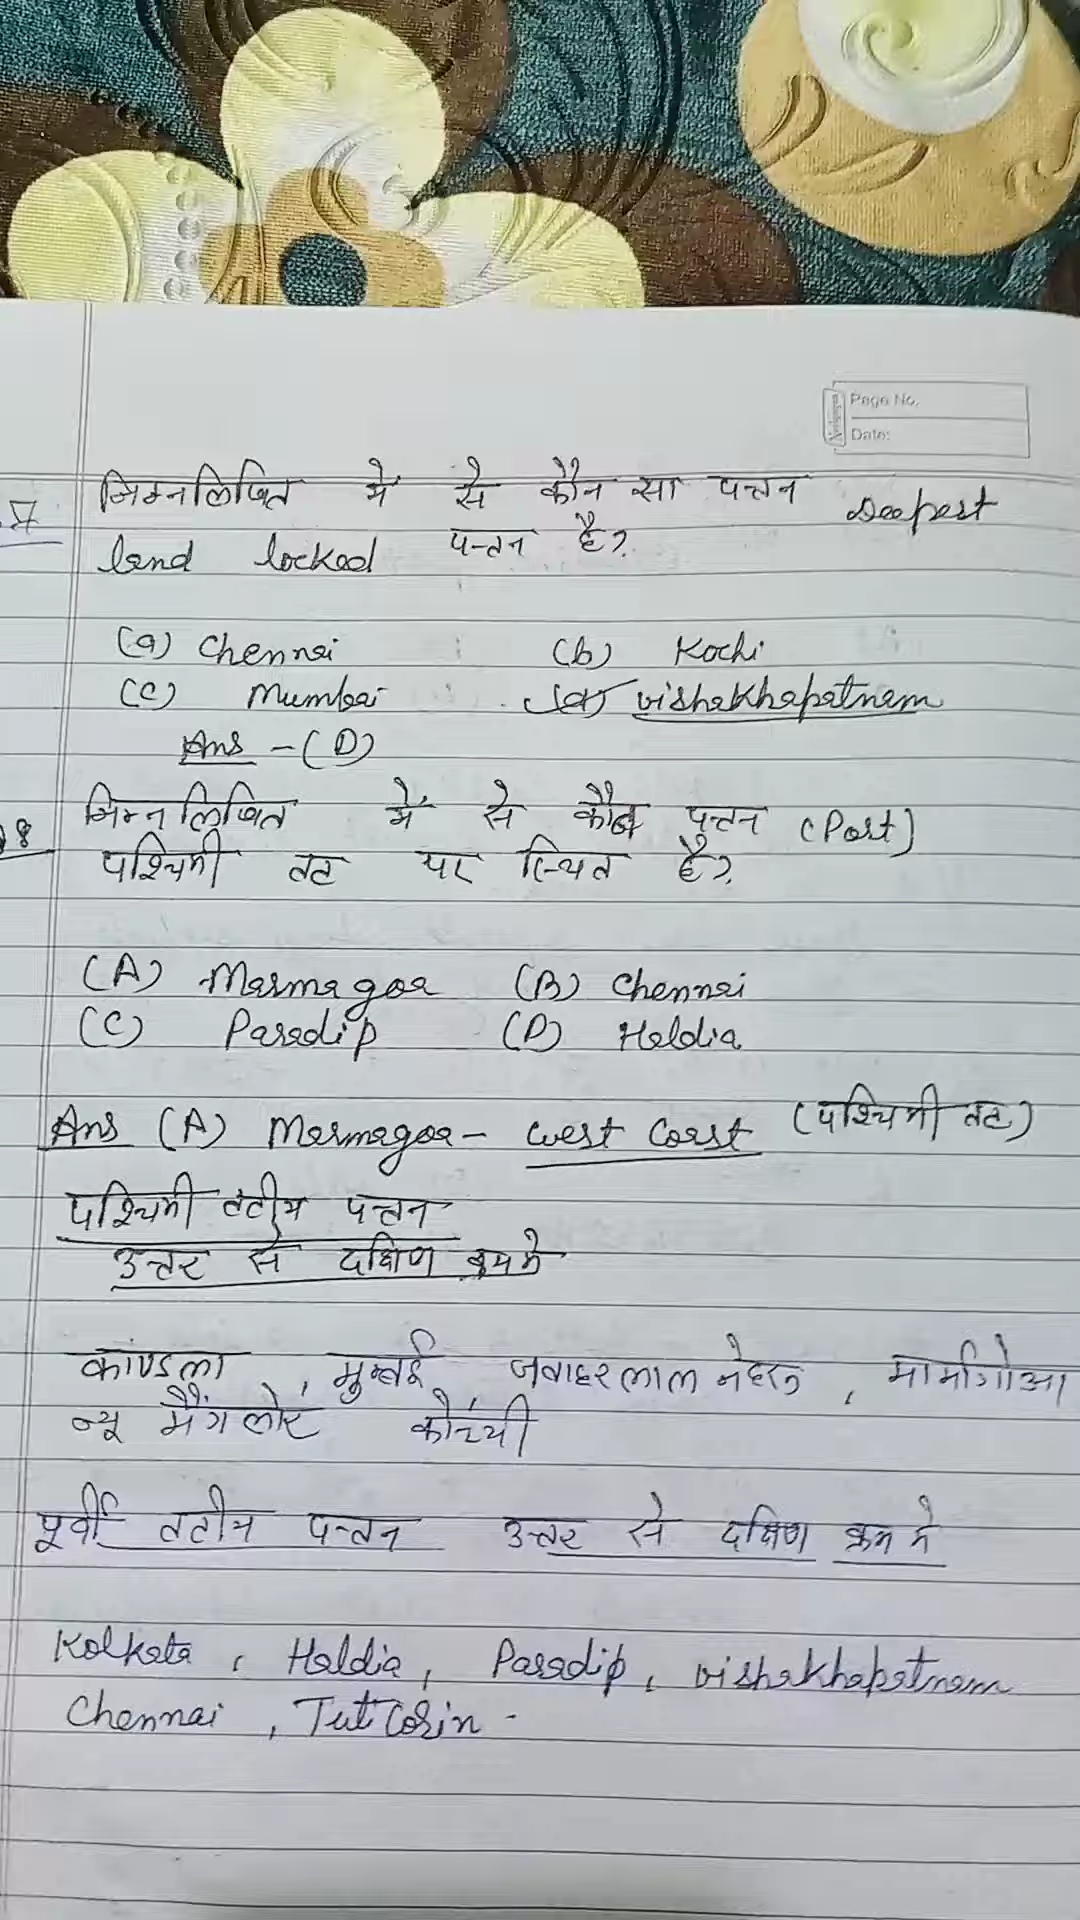 Page No.
Date:
.7 निम्नलिखित में से कौन सा पत्तन Deepest
land locked पत्तन है?
(a) Chennai (b) Kochi
(c) Mumbai (d) vishakhapatnam
Ans - (D)
8 निम्नलिखित में से कौन पत्तन (Port)
पश्चिमी तट पर स्थित है?
(A) Marmagoa (B) Chennai
(C) Paradip (D) Haldia
Ans (A) Marmagoa - West Coast (पश्चिमी तट)
पश्चिमी तटीय पत्तन
उत्तर से दक्षिण क्रम मे
काण्डला, मुम्बई, जवाहर लाल नेहरू, मार्मागोआ
न्यू मैंगलोर, कोच्ची
पूर्वी तटीय पत्तन उत्तर से दक्षिण क्रम मे
Kolkata, Haldia, Paradip, vishakhapatnam
Chennai, Tuticorin.